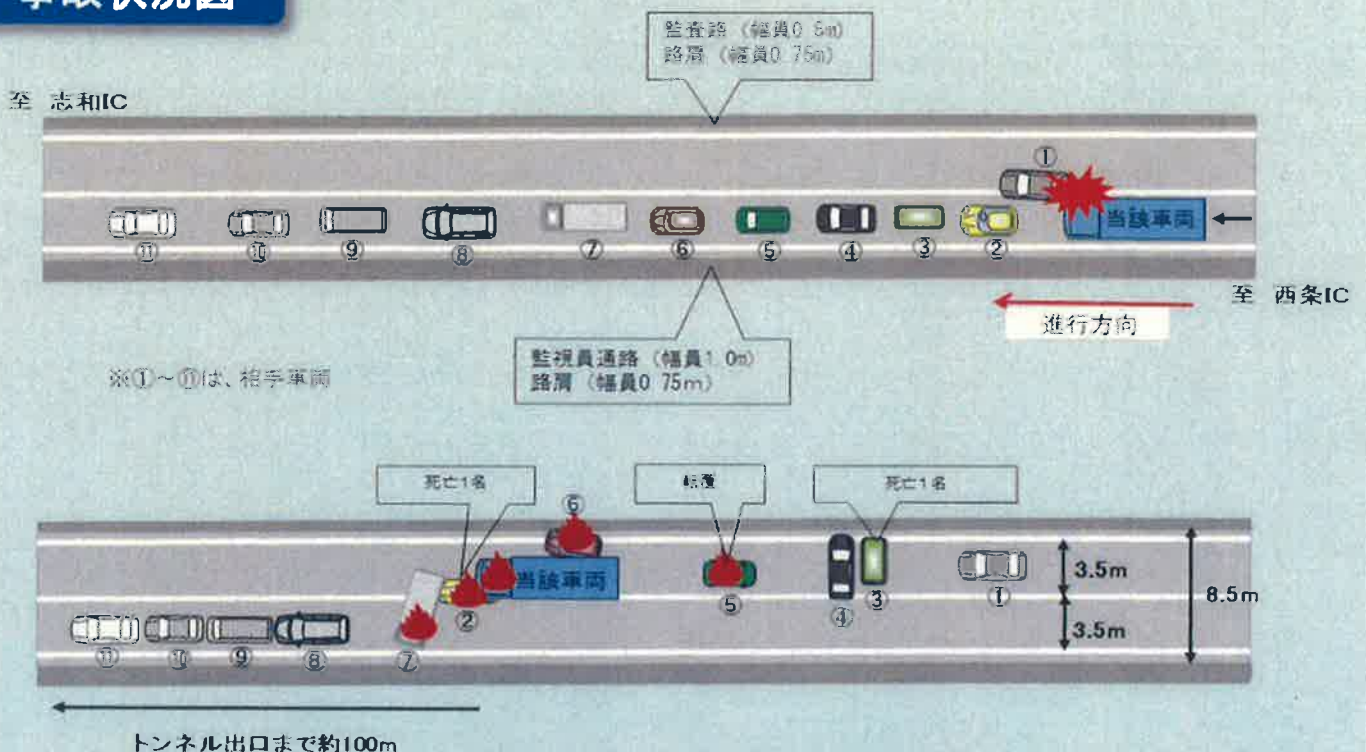 事故状況図
監査路（幅員0.8m)
路肩（幅員0.75m）
至 志和IC
①
当該車両
⑪ ⑩ ⑨ ⑧ ⑦ ⑥ ⑤ ④ ③ ②
至 西条IC
進行方向
監視員通路（幅員1.0m）
路肩（幅員0.75m）
※①～⑪は、相手車両
死亡1名
転覆
死亡1名
⑥
当該車両
3.5m
8.5m
3.5m
⑪ ⑩ ⑨ ⑧ ⑦ ② ⑤ ④ ③ ①
トンネル出口まで約100m